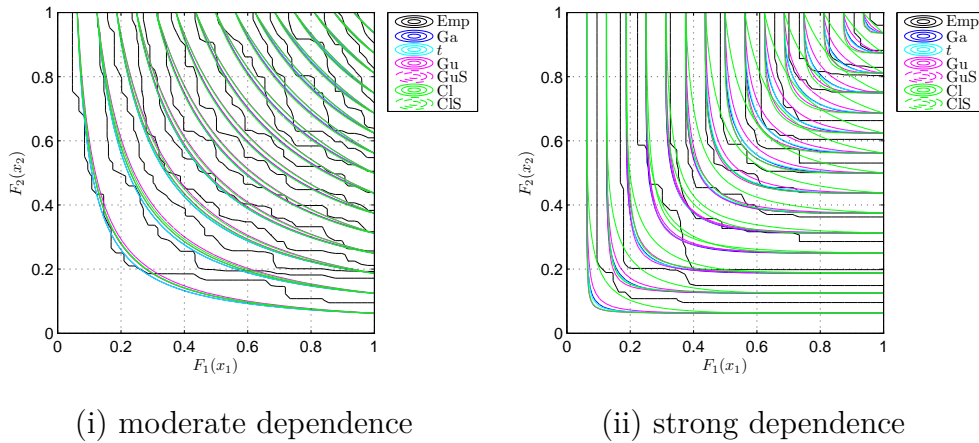 1
0.8
0.6
0.4
0.2
0
F₂(x₂)
0 0.2 0.4 0.6 0.8 1
F₁(x₁)
Emp
Ga
t
Gu
GuS
Cl
ClS
(i) moderate dependence
1
0.8
0.6
0.4
0.2
0
F₂(x₂)
0 0.2 0.4 0.6 0.8 1
F₁(x₁)
Emp
Ga
t
Gu
GuS
Cl
ClS
(ii) strong dependence